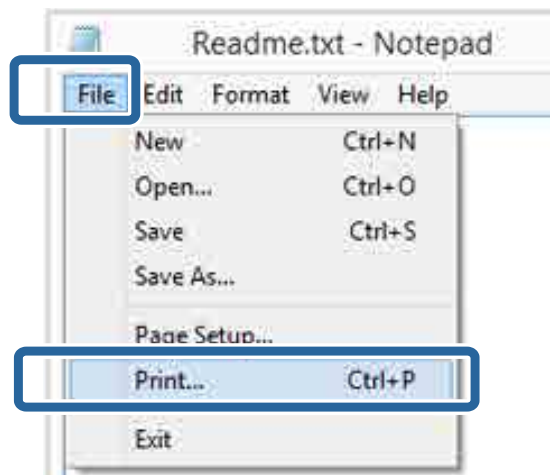 Readme.txt - Notepad
File Edit Format View Help
New Ctrl+N
Open... Ctrl+O
Save Ctrl+S
Save As...
Page Setup...
Print... Ctrl+P
Exit